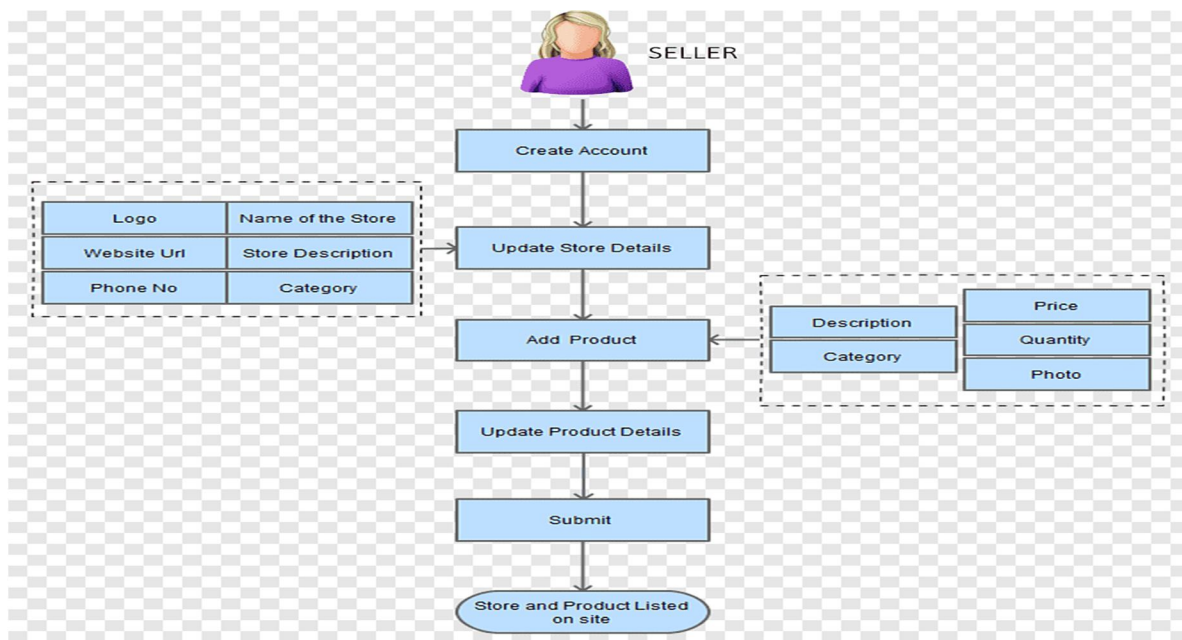 SELLER
Create Account
Logo
Name of the Store
Website Url
Store Description
Phone No
Category
Update Store Details
Add Product
Description
Category
Price
Quantity
Photo
Update Product Details
Submit
Store and Product Listed
on site